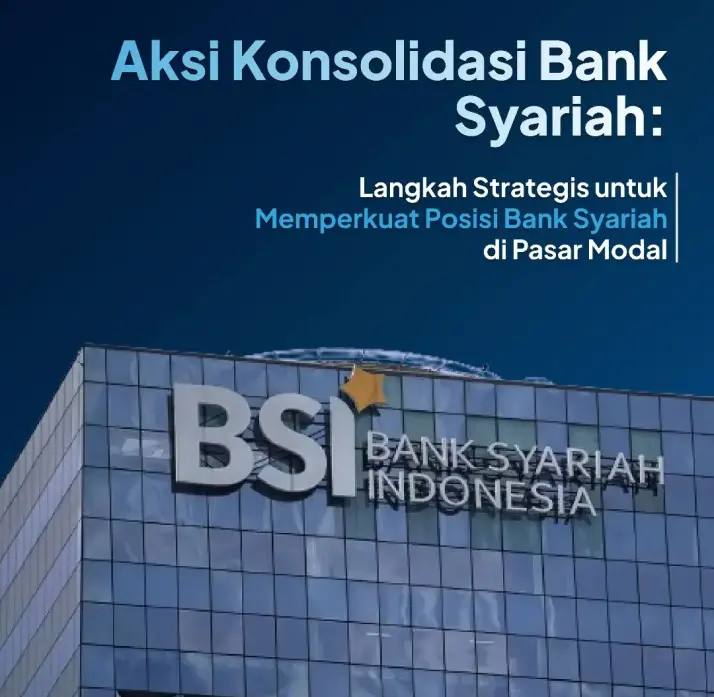 Aksi Konsolidasi Bank
Syariah:
Langkah Strategis untuk
Memperkuat Posisi Bank Syariah
di Pasar Modal
BSI
BANK SYARIAH
INDONESIA